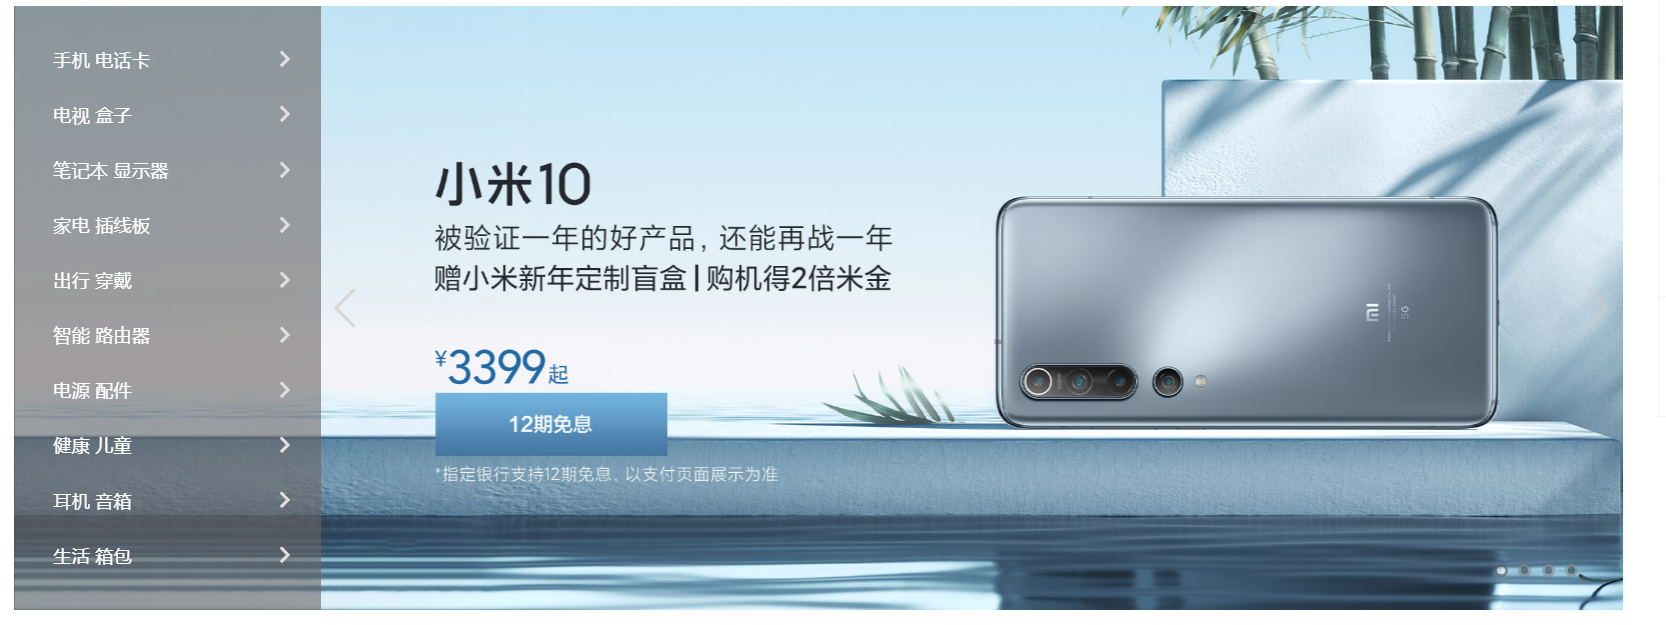 手机 电话卡
电视 盒子
笔记本 显示器
家电 插线板
出行 穿戴
智能 路由器
电源 配件
健康 儿童
耳机 音箱
生活 箱包
小米10
被验证一年的好产品，还能再战一年
赠小米新年定制盲盒 | 购机得2倍米金
¥3399起
12期免息
*指定银行支持12期免息，以支付页面展示为准
5G